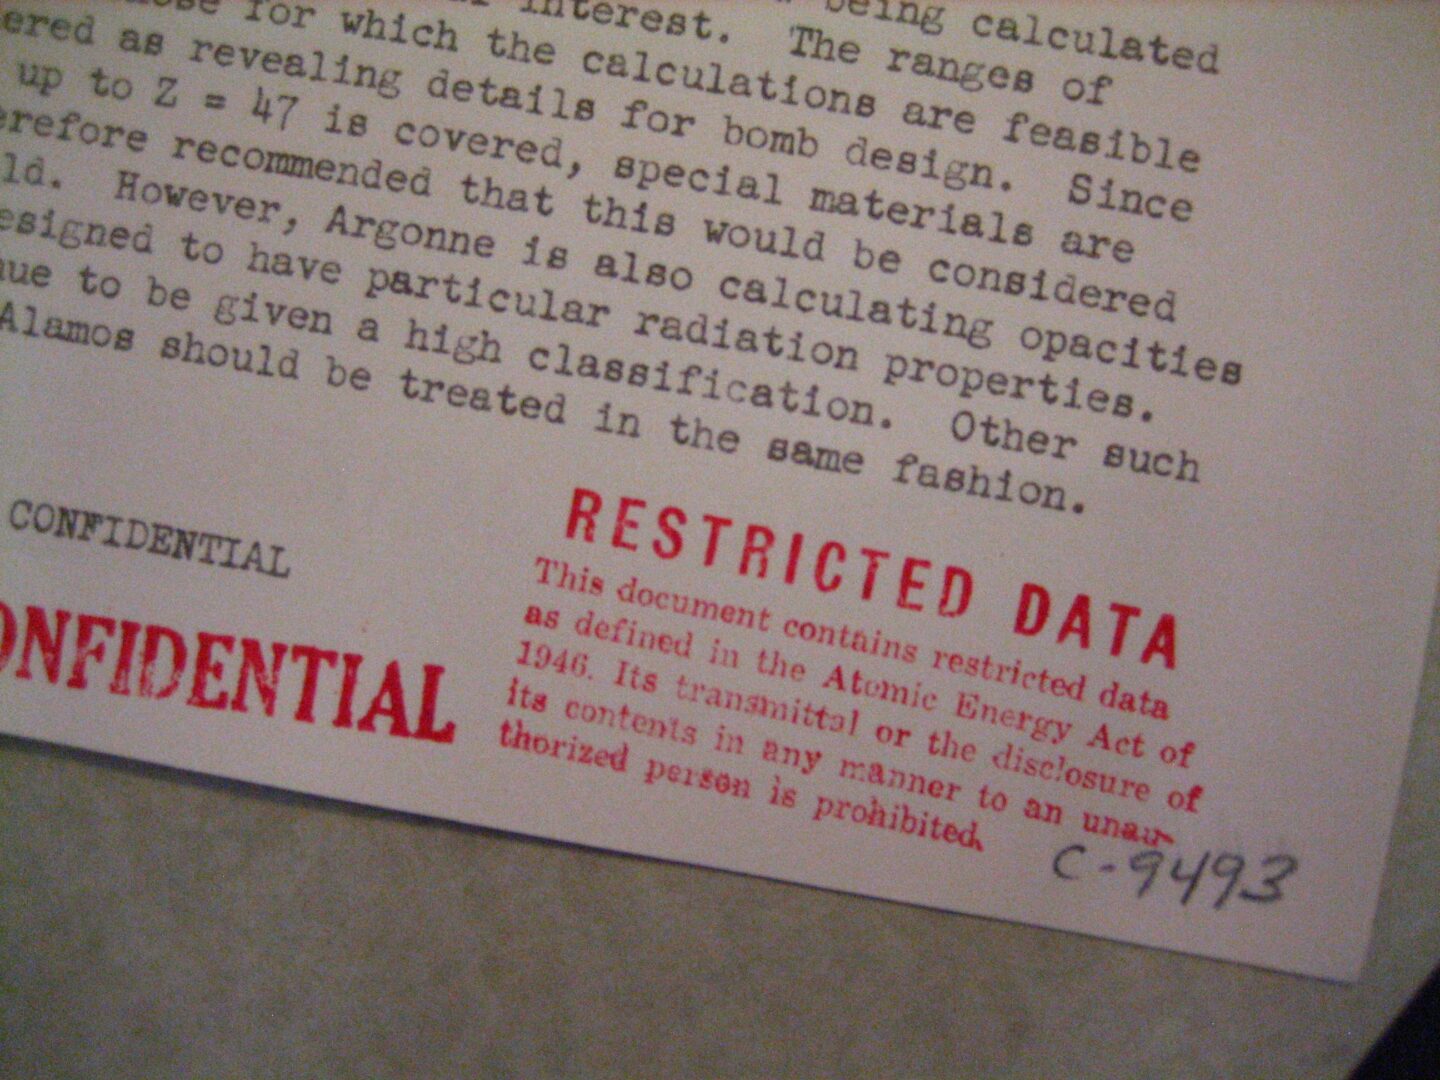 being calculated
interest. The ranges of
ose for which the calculations are feasible
ered as revealing details for bomb design. Since
up to Z = 47 is covered, special materials are
erefore recommended that this would be considered
ld. However, Argonne is also calculating opacities
esigned to have particular radiation properties.
ue to be given a high classification. Other such
Alamos should be treated in the same fashion.
CONFIDENTIAL
ONFIDENTIAL
RESTRICTED DATA
This document contains restricted data
as defined in the Atomic Energy Act of
1946. Its transmittal or the disclosure of
its contents in any manner to an unau-
thorized person is prohibited.
C-9493